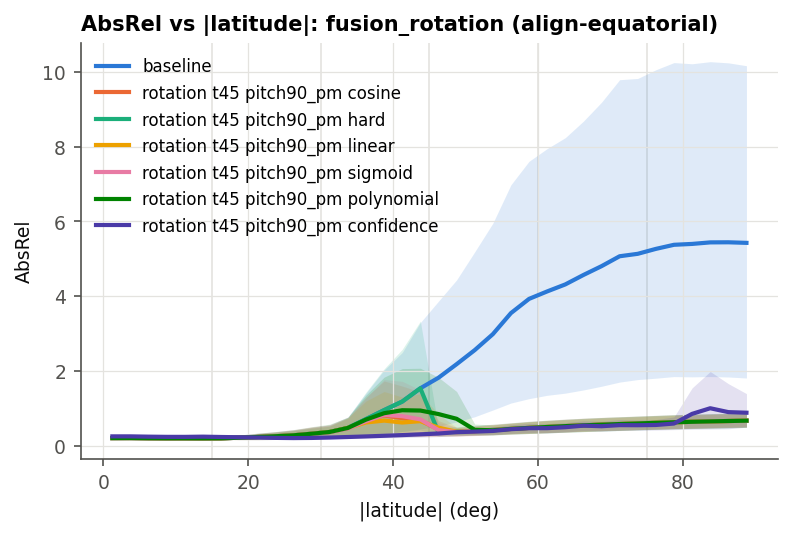 AbsRel vs |latitude|: fusion_rotation (align-equatorial)
baseline
rotation t45 pitch90_pm cosine
rotation t45 pitch90_pm hard
rotation t45 pitch90_pm linear
rotation t45 pitch90_pm sigmoid
rotation t45 pitch90_pm polynomial
rotation t45 pitch90_pm confidence
AbsRel
10
8
6
4
2
0
0 20 40 60 80
|latitude| (deg)